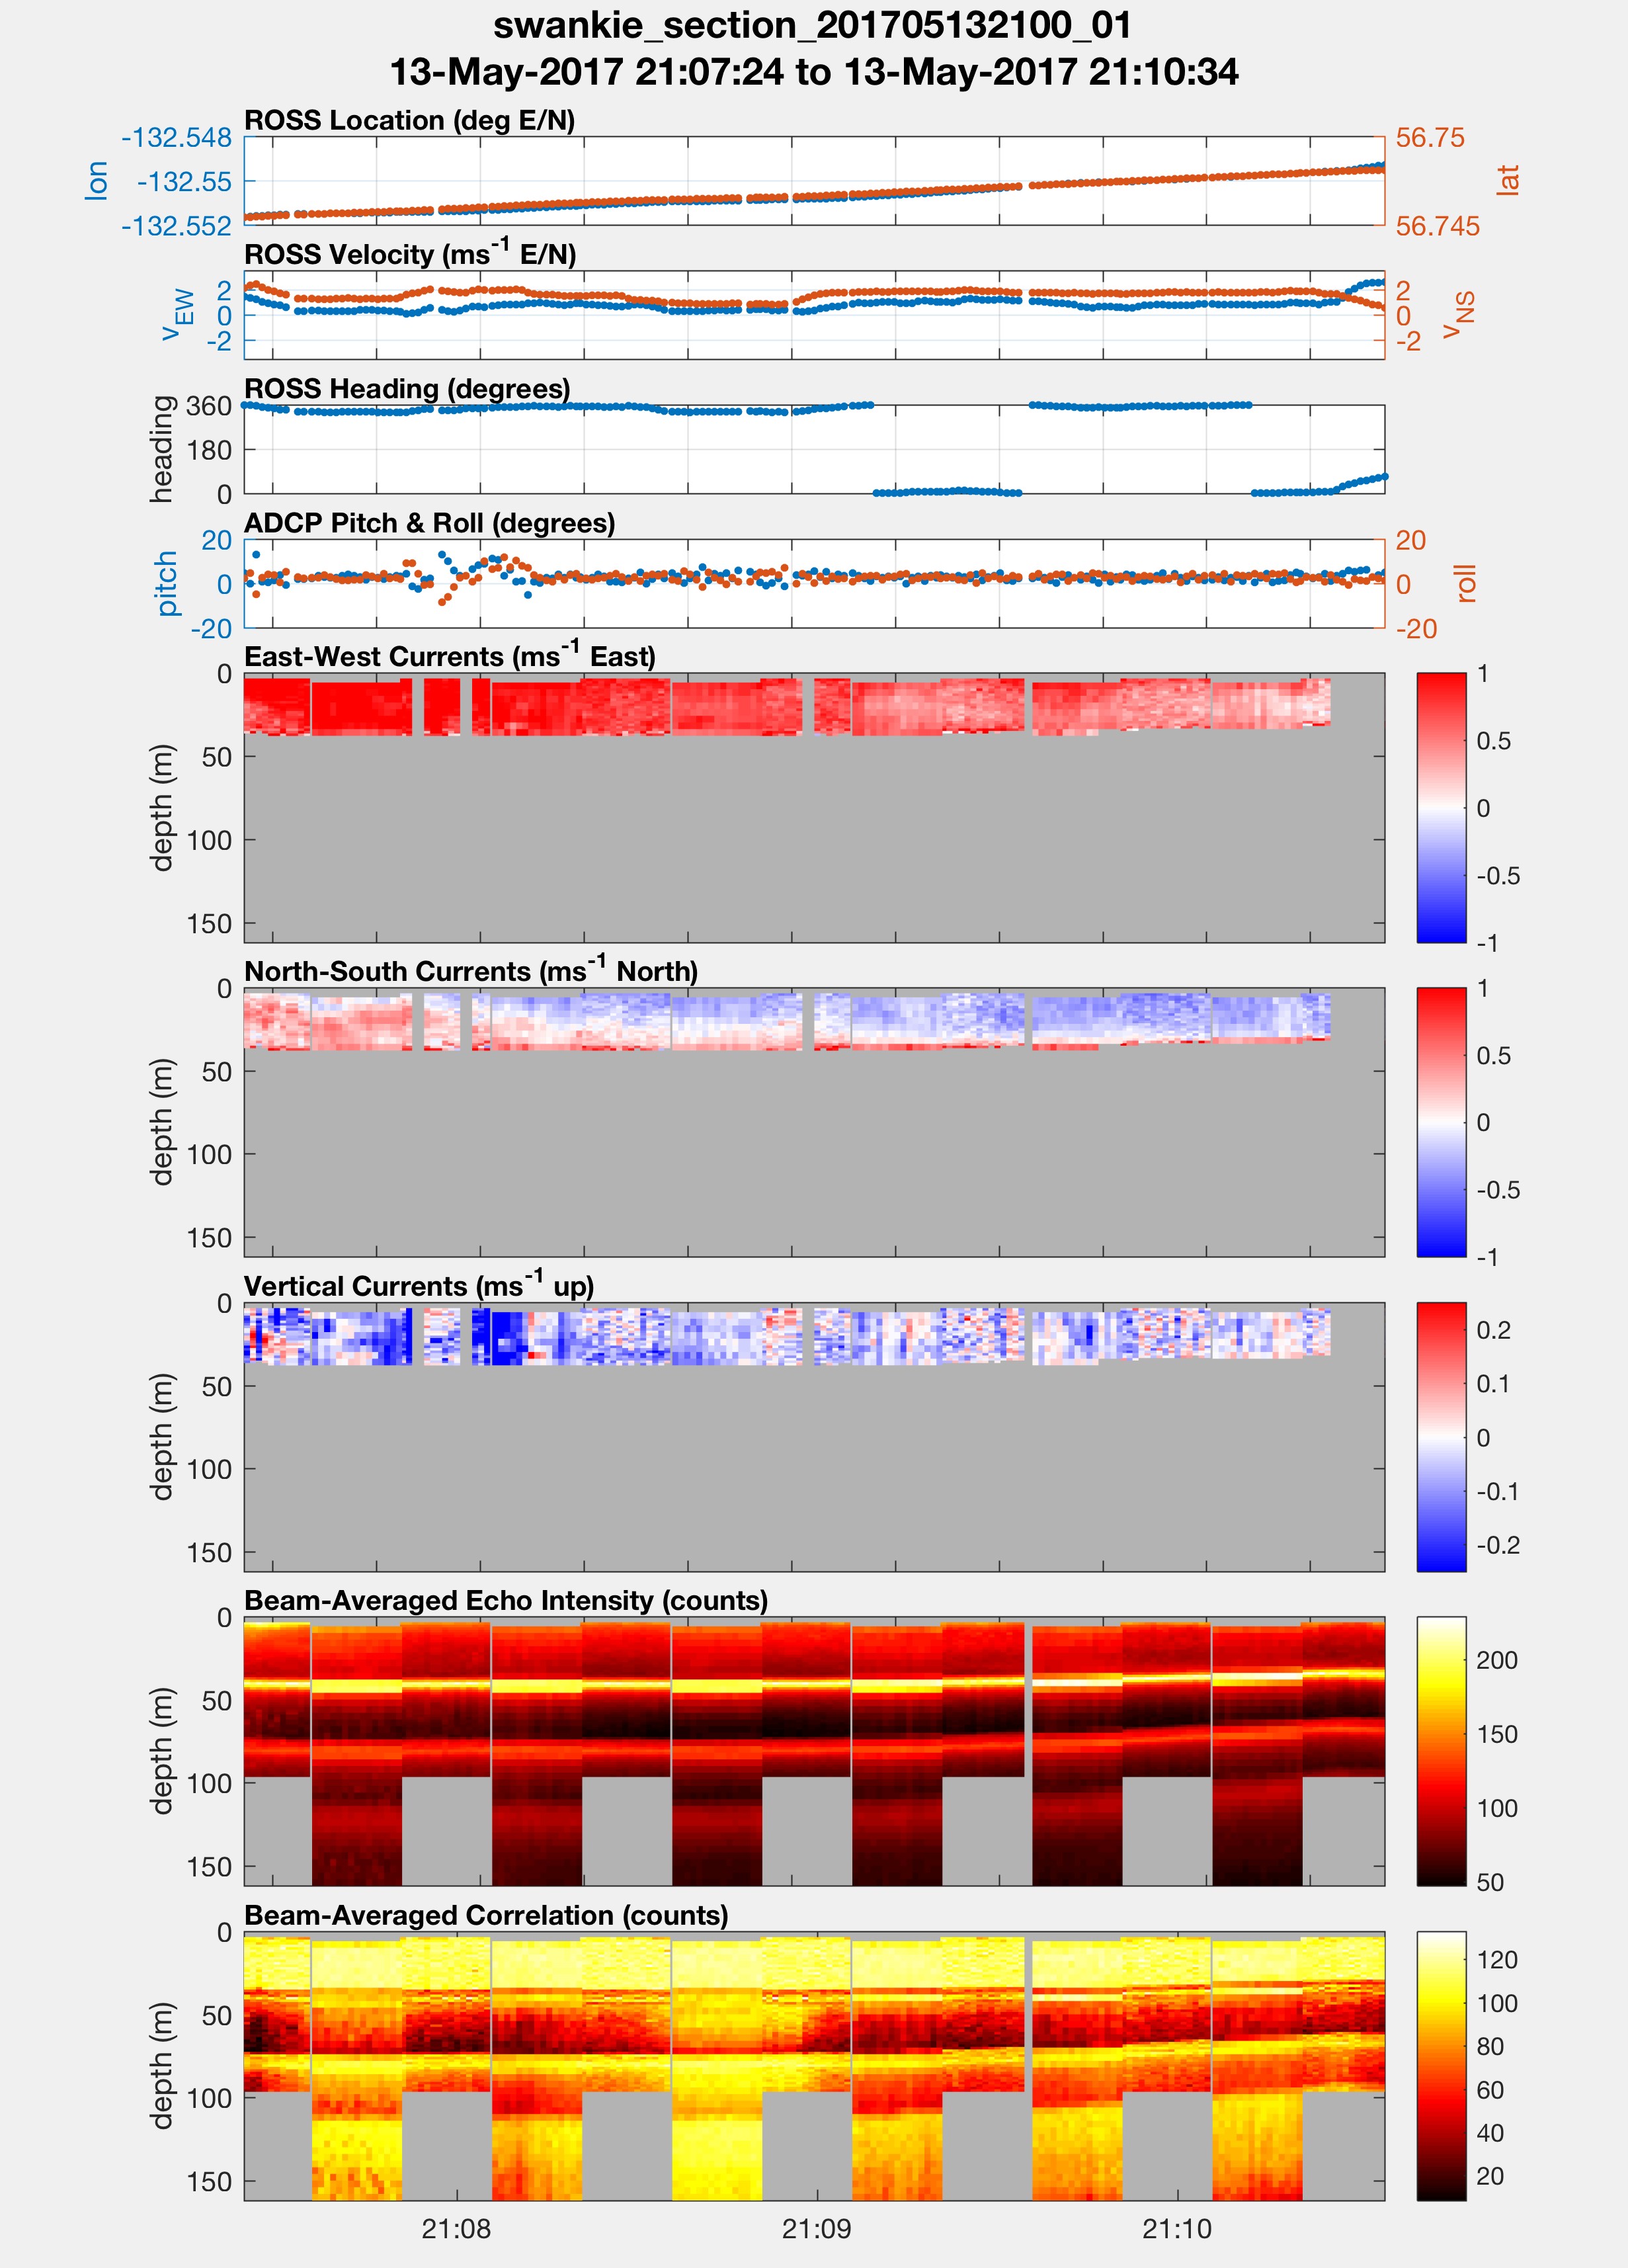 swankie_section_201705132100_01
13-May-2017 21:07:24 to 13-May-2017 21:10:34
ROSS Location (deg E/N)
-132.548
-132.55
-132.552
lon
56.75
56.745
lat
ROSS Velocity (ms-1 E/N)
2
0
-2
vEW
2
0
-2
vNS
ROSS Heading (degrees)
360
180
0
heading
ADCP Pitch & Roll (degrees)
20
0
-20
pitch
20
0
-20
roll
East-West Currents (ms-1 East)
0
50
100
150
depth (m)
1
0.5
0
-0.5
-1
North-South Currents (ms-1 North)
0
50
100
150
depth (m)
1
0.5
0
-0.5
-1
Vertical Currents (ms-1 up)
0
50
100
150
depth (m)
0.2
0.1
0
-0.1
-0.2
Beam-Averaged Echo Intensity (counts)
0
50
100
150
depth (m)
200
150
100
50
Beam-Averaged Correlation (counts)
0
50
100
150
depth (m)
120
100
80
60
40
20
21:08
21:09
21:10